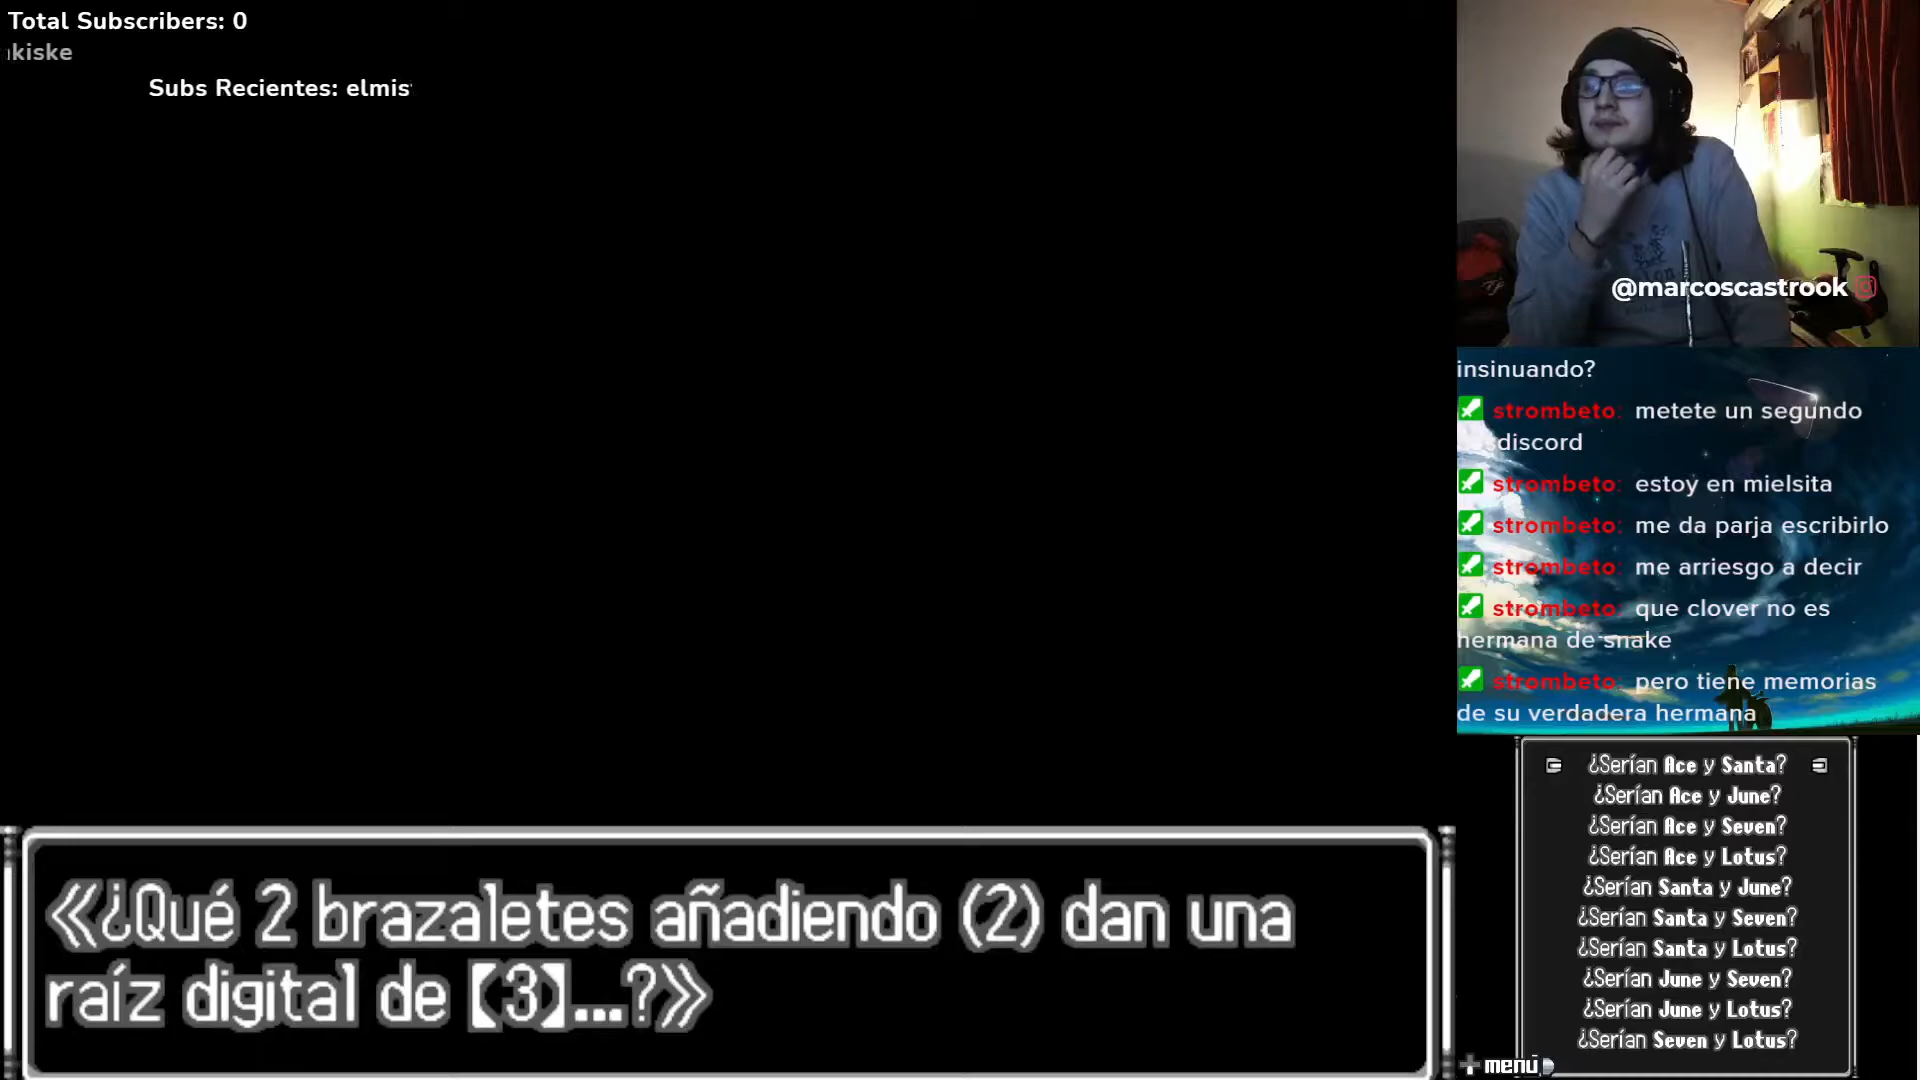 Total Subscribers: 0
kiske
Subs Recientes: elmis
@marcoscastrook
insinuando?
strombeto: metete un segundo
discord
strombeto: estoy en mielsita
strombeto: me da parja escribirlo
strombeto: me arriesgo a decir
strombeto: que clover no es
hermana de snake
strombeto: pero tiene memorias
de su verdadera hermana
¿Serían Ace y Santa?
¿Serían Ace y June?
¿Serían Ace y Seven?
¿Serían Ace y Lotus?
¿Serían Santa y June?
¿Serían Santa y Seven?
¿Serían Santa y Lotus?
¿Serían June y Seven?
¿Serían June y Lotus?
¿Serían Seven y Lotus?
menú
《¿Qué 2 brazaletes añadiendo (2) dan una
raíz digital de 【3】...?》